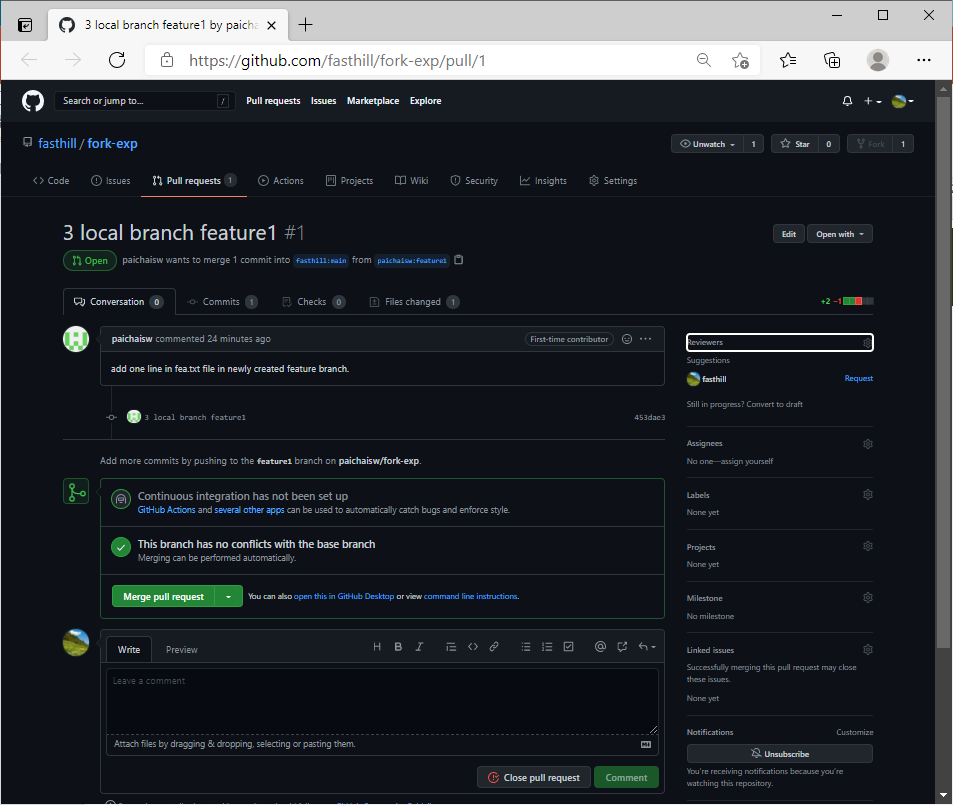 3 local branch feature1 by paicha
https://github.com/fasthill/fork-exp/pull/1
Search or jump to... /
Pull requests Issues Marketplace Explore
fasthill / fork-exp
Unwatch 1 Star 0 Fork 1
Code Issues Pull requests 1 Actions Projects Wiki Security Insights Settings
3 local branch feature1 #1
Edit Open with
Open paichaisw wants to merge 1 commit into fasthill:main from paichaisw:feature1
Conversation 0 Commits 1 Checks 0 Files changed 1
+2 −1
paichaisw commented 24 minutes ago First-time contributor
add one line in fea.txt file in newly created feature branch.
3 local branch feature1 453dae3
Add more commits by pushing to the feature1 branch on paichaisw/fork-exp.
Continuous integration has not been set up
GitHub Actions and several other apps can be used to automatically catch bugs and enforce style.
This branch has no conflicts with the base branch
Merging can be performed automatically.
Merge pull request You can also open this in GitHub Desktop or view command line instructions.
Write Preview
Leave a comment
Attach files by dragging & dropping, selecting or pasting them.
Close pull request Comment
Reviewers
Suggestions
fasthill Request
Still in progress? Convert to draft
Assignees
No one—assign yourself
Labels
None yet
Projects
None yet
Milestone
No milestone
Linked issues
Successfully merging this pull request may close
these issues.
None yet
Notifications Customize
Unsubscribe
You're receiving notifications because you're
watching this repository.